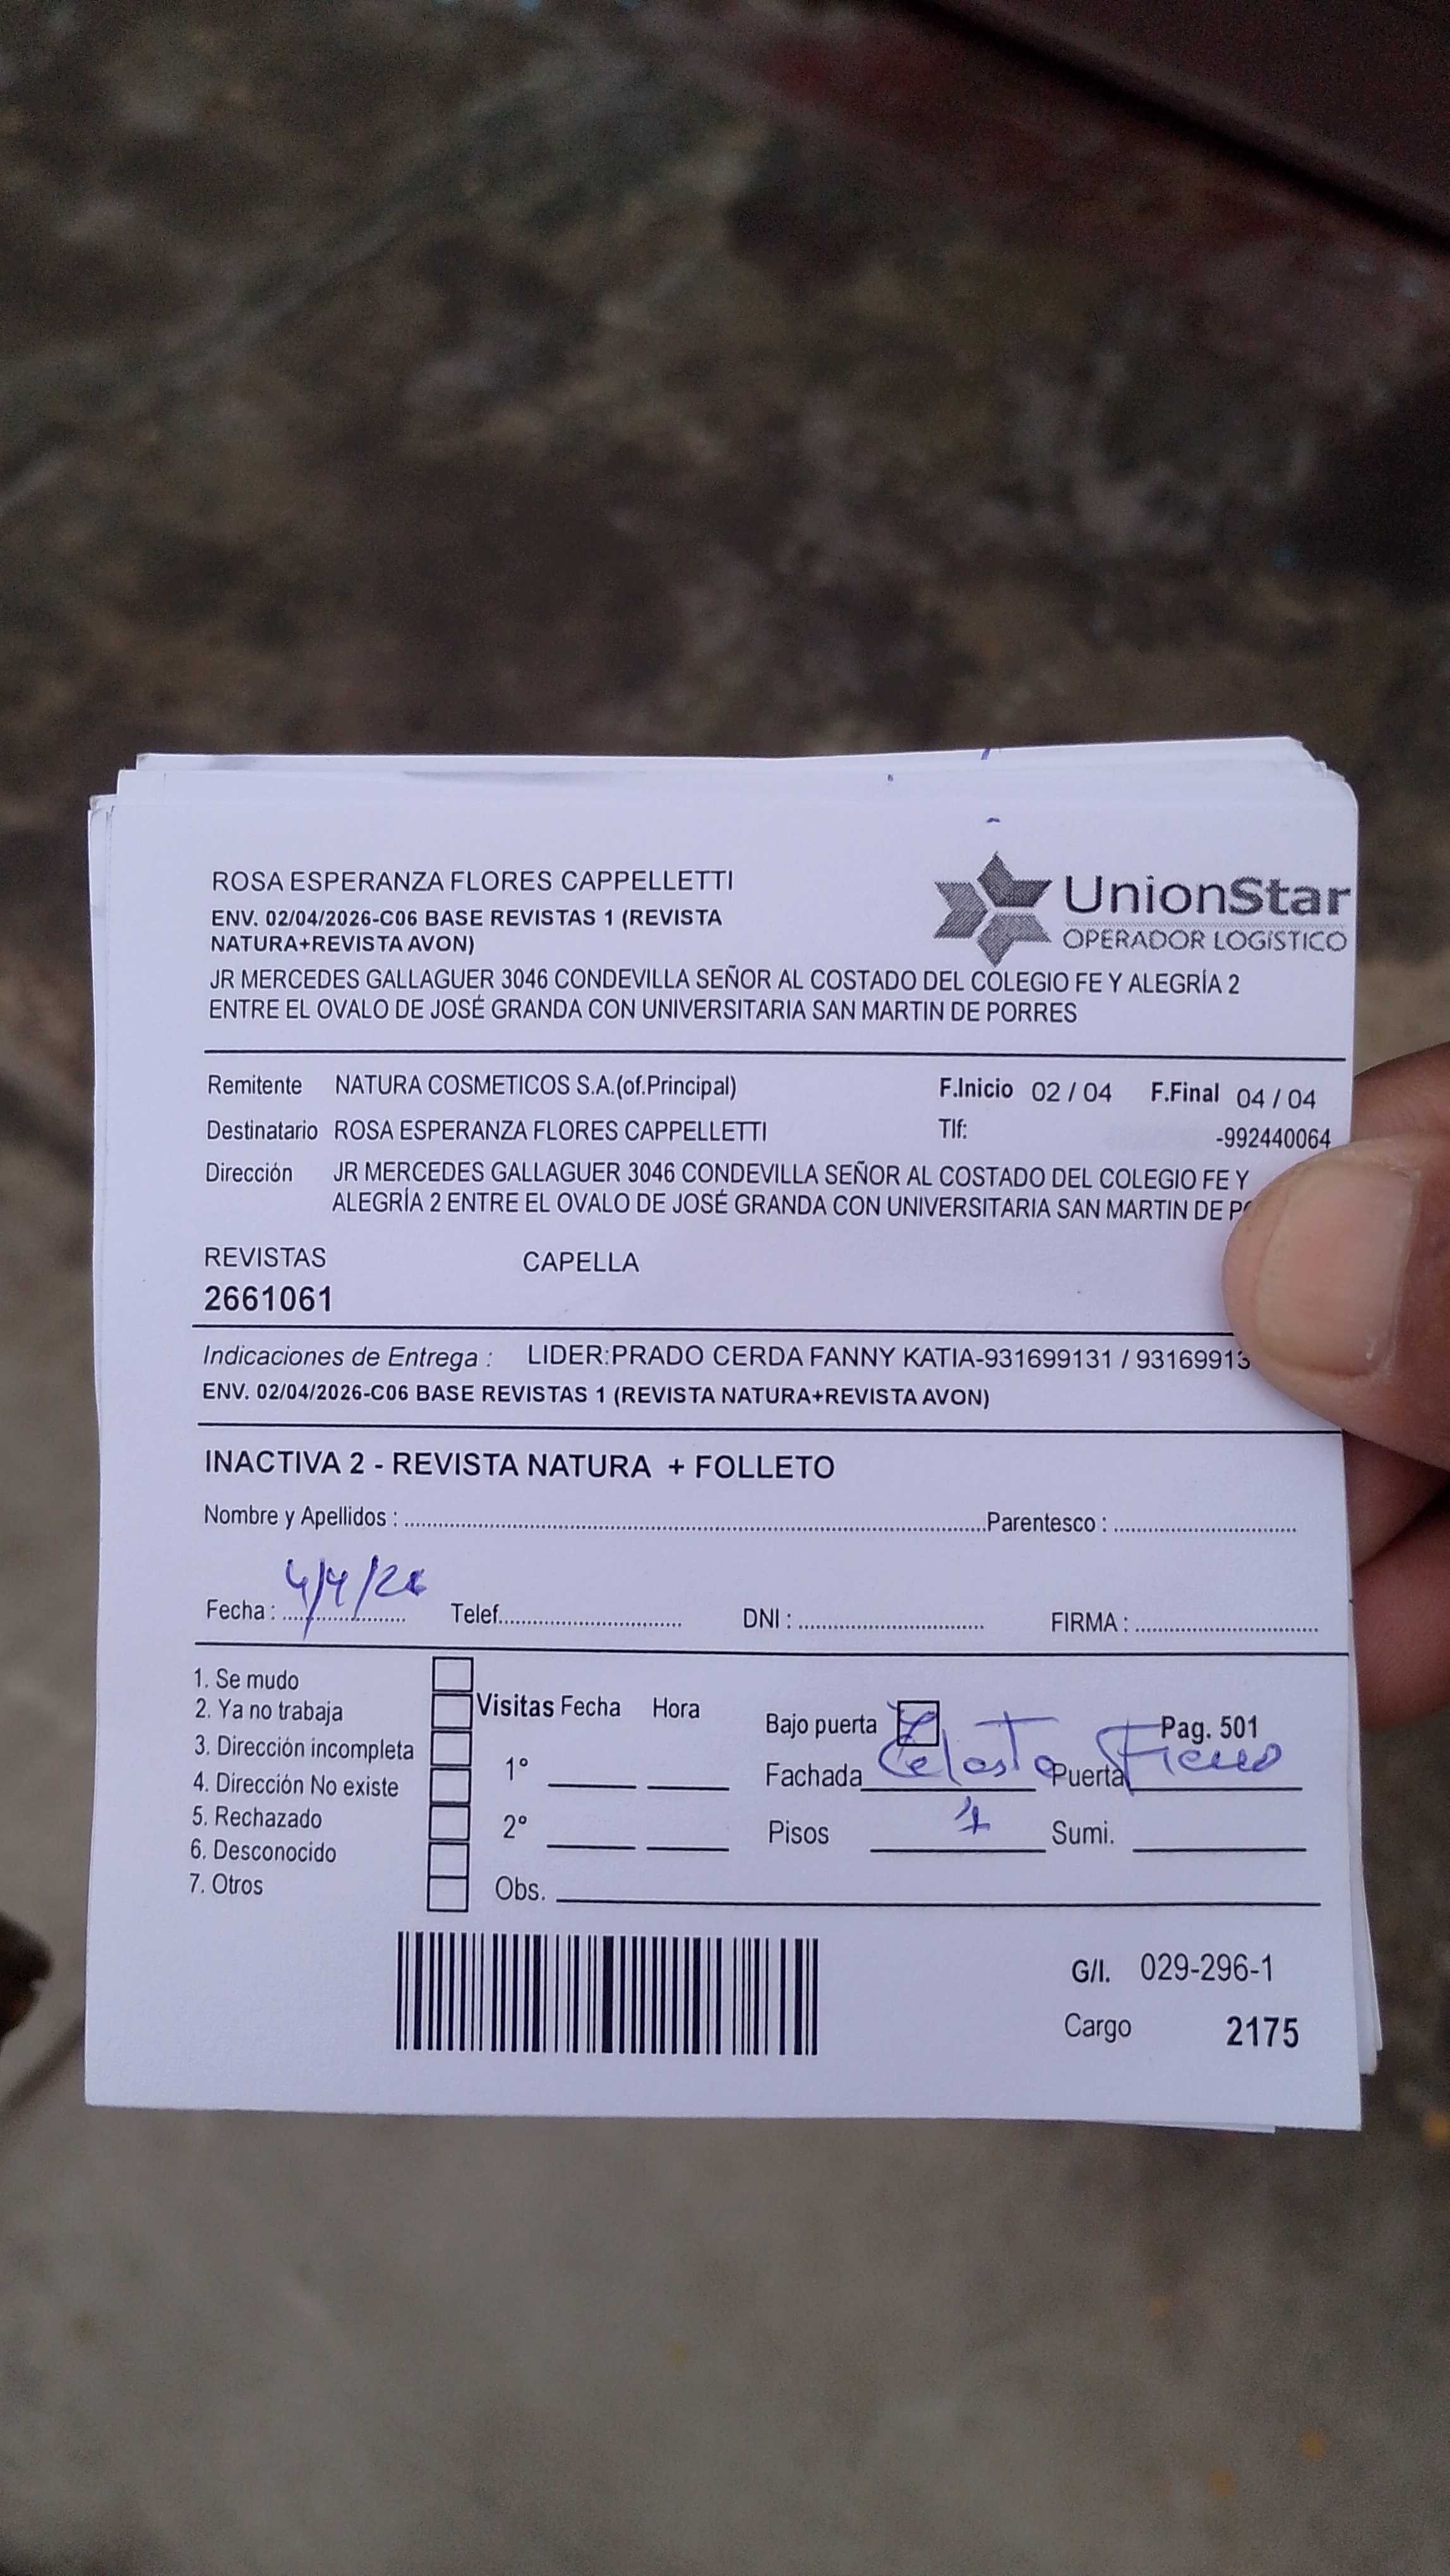 ROSA ESPERANZA FLORES CAPPELLETTI
ENV. 02/04/2026-C06 BASE REVISTAS 1 (REVISTA
NATURA+REVISTA AVON)
UnionStar
OPERADOR LOGÍSTICO
JR MERCEDES GALLAGUER 3046 CONDEVILLA SEÑOR AL COSTADO DEL COLEGIO FE Y ALEGRÍA 2
ENTRE EL OVALO DE JOSÉ GRANDA CON UNIVERSITARIA SAN MARTIN DE PORRES
Remitente NATURA COSMETICOS S.A.(of.Principal) F.Inicio 02 / 04 F.Final 04 / 04
Destinatario ROSA ESPERANZA FLORES CAPPELLETTI Tlf: -992440064
Dirección JR MERCEDES GALLAGUER 3046 CONDEVILLA SEÑOR AL COSTADO DEL COLEGIO FE Y
ALEGRÍA 2 ENTRE EL OVALO DE JOSÉ GRANDA CON UNIVERSITARIA SAN MARTIN DE
REVISTAS CAPELLA
2661061
Indicaciones de Entrega : LIDER:PRADO CERDA FANNY KATIA-931699131 / 93169913
ENV. 02/04/2026-C06 BASE REVISTAS 1 (REVISTA NATURA+REVISTA AVON)
INACTIVA 2 - REVISTA NATURA + FOLLETO
Nombre y Apellidos : Parentesco :
Fecha : 4/4/26 Telef. DNI : FIRMA :
1. Se mudo
2. Ya no trabaja
3. Dirección incompleta
4. Dirección No existe
5. Rechazado
6. Desconocido
7. Otros
Visitas Fecha Hora
1º
2º
Obs.
Bajo puerta Pag. 501
Fachada Celeste Puerta Fierro
Pisos 1 Sumi.
G/I. 029-296-1
Cargo 2175